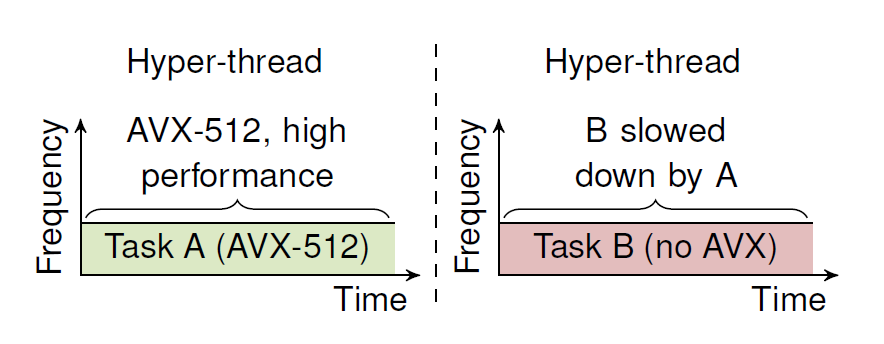 Hyper-thread
Frequency
AVX-512, high
performance
Task A (AVX-512)
Time
Hyper-thread
Frequency
B slowed
down by A
Task B (no AVX)
Time